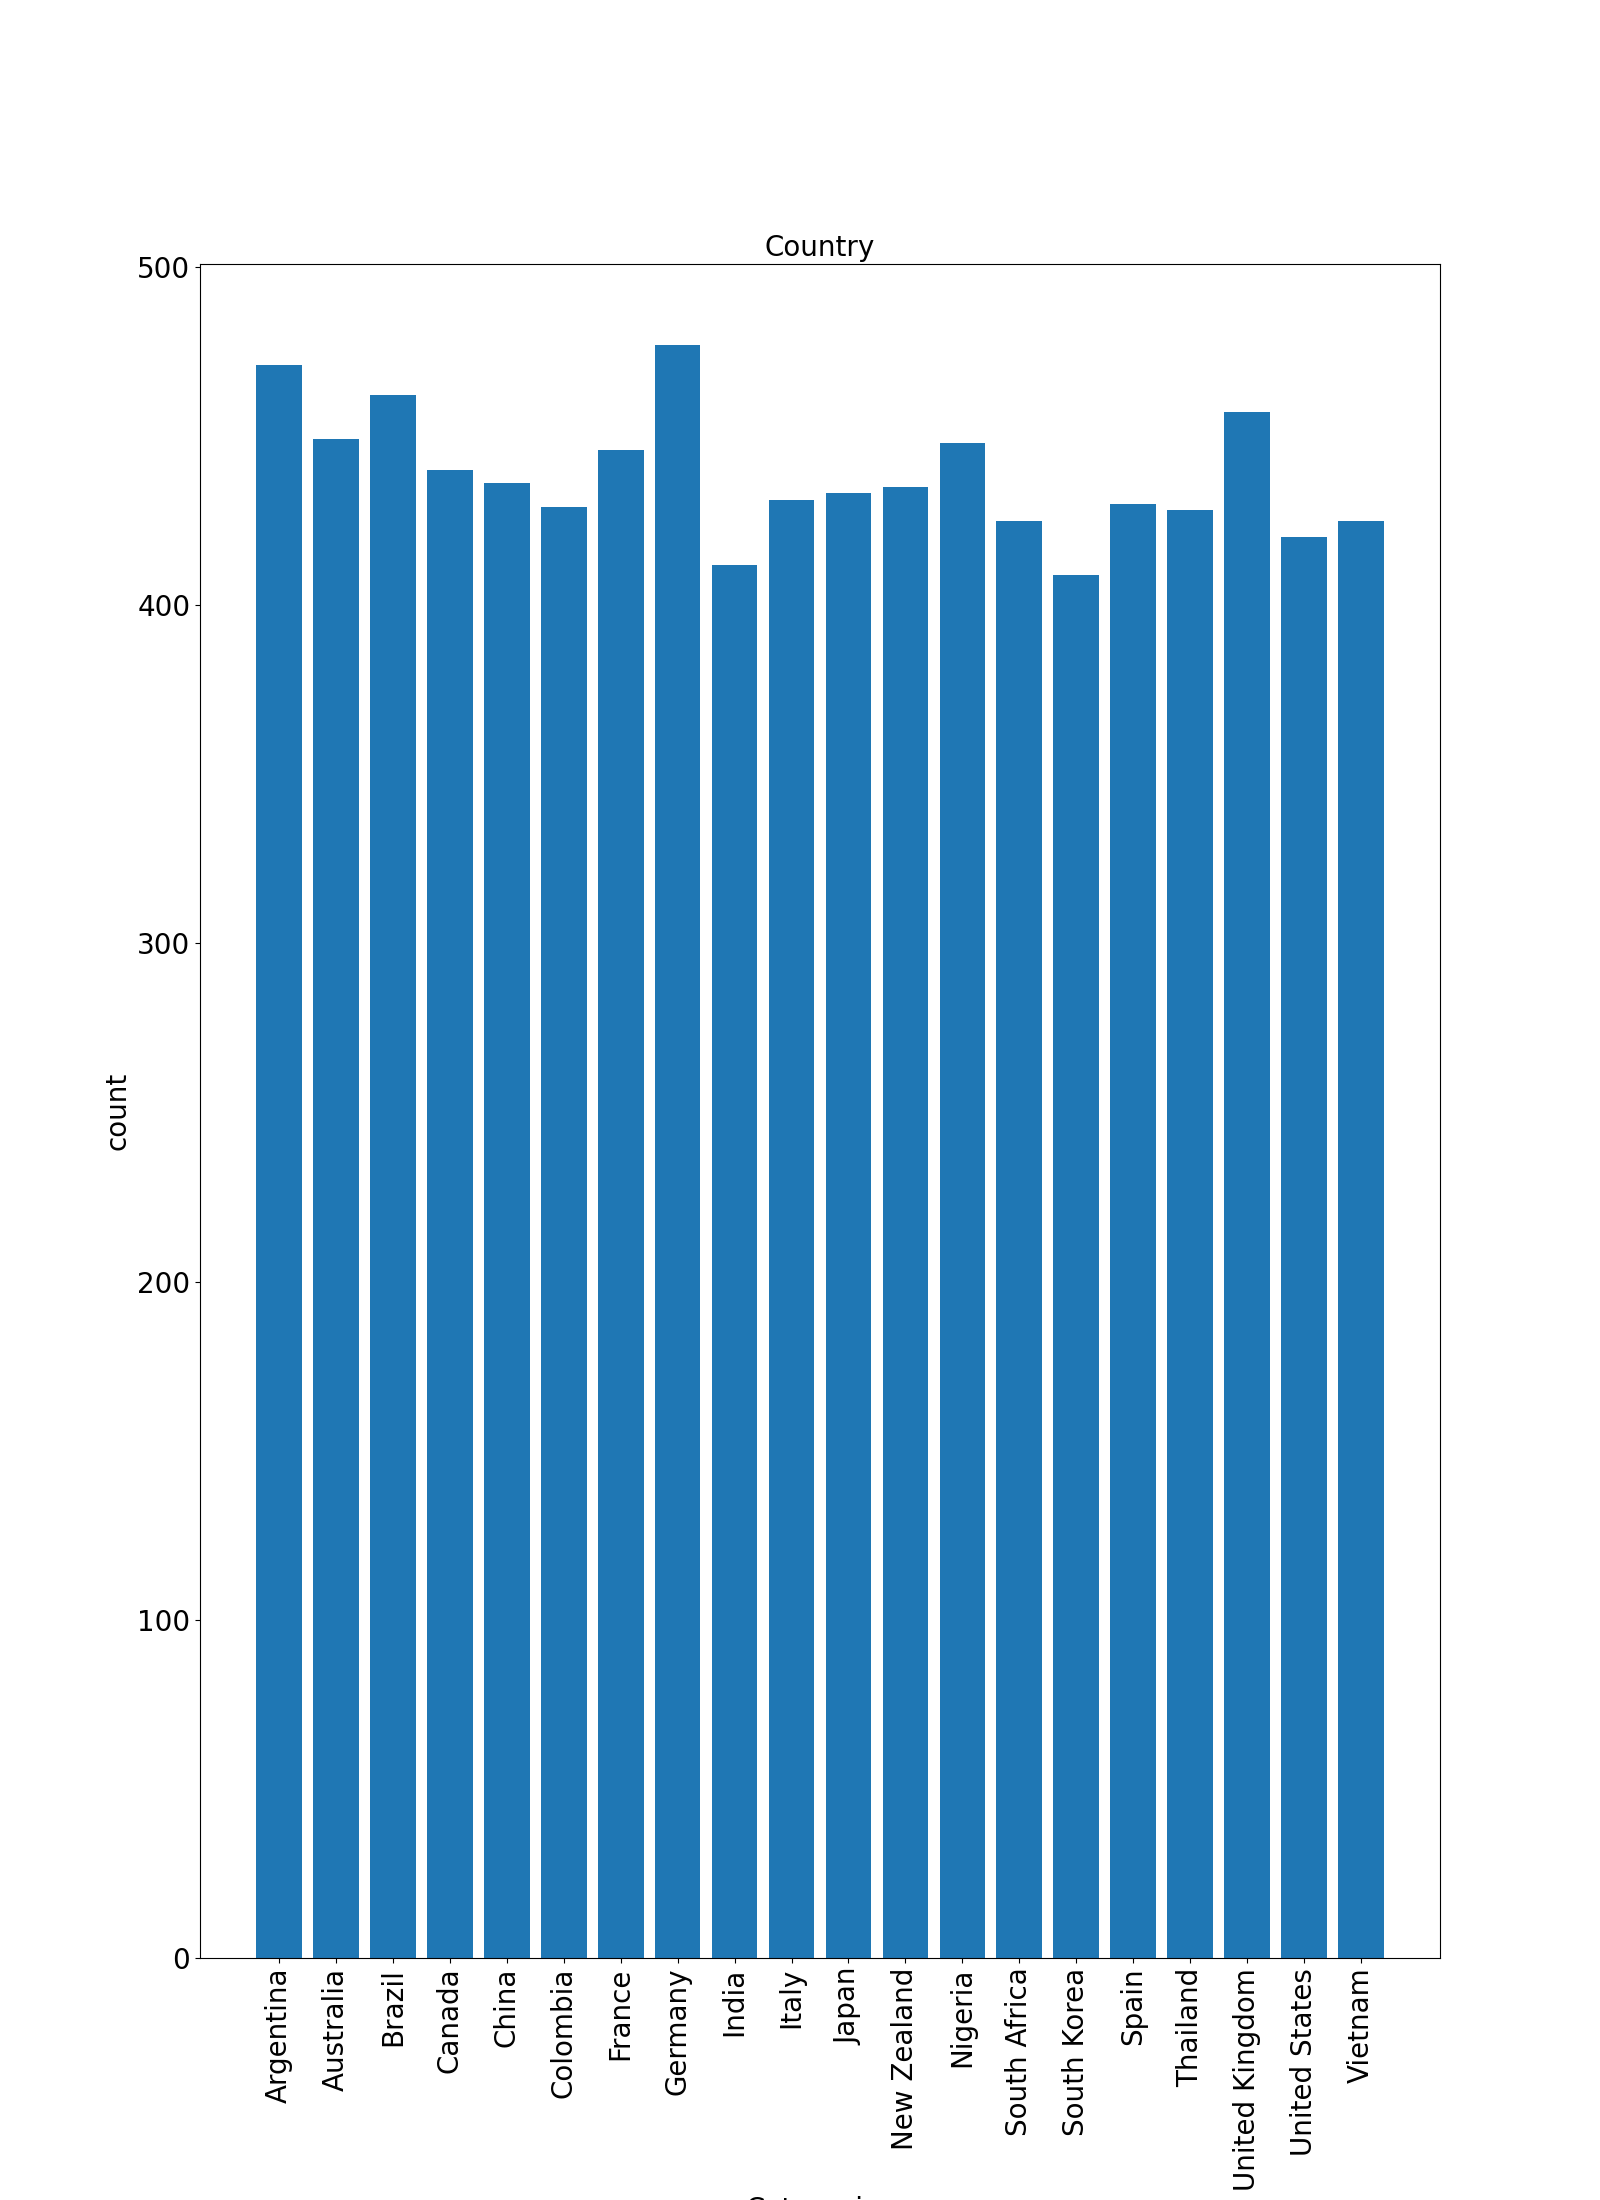 Country
500
400
300
200
100
0
count
Argentina
Australia
Brazil
Canada
China
Colombia
France
Germany
India
Italy
Japan
New Zealand
Nigeria
South Africa
South Korea
Spain
Thailand
United Kingdom
United States
Vietnam